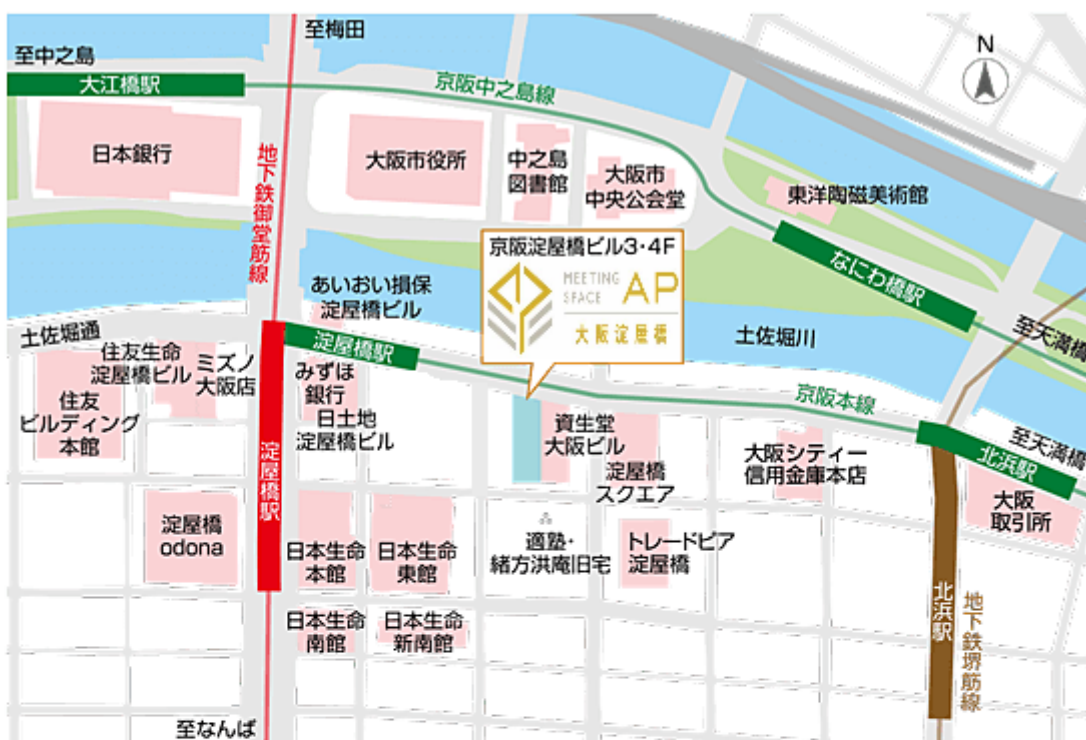 至梅田
N
至中之島
大江橋駅
京阪中之島線
日本銀行
地下鉄御堂筋線
大阪市役所
中之島
図書館
大阪市
中央公会堂
東洋陶磁美術館
京阪淀屋橋ビル3・4F
MEETING
SPACE
AP
大阪淀屋橋
なにわ橋駅
至天満橋
あいおい損保
淀屋橋ビル
土佐堀川
土佐堀通
住友生命
淀屋橋ビル
ミズノ
大阪店
淀屋橋駅
みずほ
銀行
日土地
淀屋橋ビル
京阪本線
住友
ビルディング
本館
資生堂
大阪ビル
淀屋橋
スクエア
大阪シティー
信用金庫本店
至天満橋
北浜駅
大阪
取引所
淀屋橋駅
淀屋橋
odona
日本生命
本館
日本生命
東館
適塾・
緒方洪庵旧宅
トレードピア
淀屋橋
日本生命
南館
日本生命
新南館
北浜駅
地下鉄堺筋線
至なんば